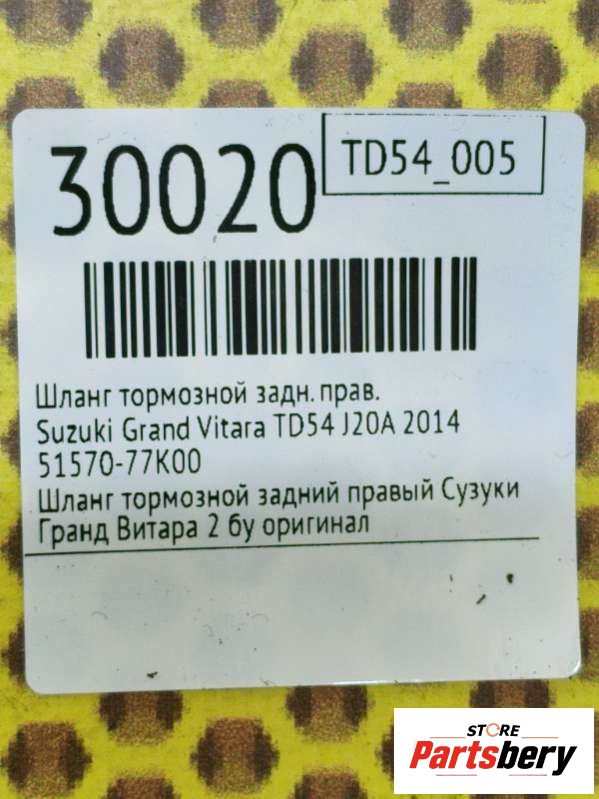 30020
TD54_005
Шланг тормозной задн. прав.
Suzuki Grand Vitara TD54 J20A 2014
51570-77K00
Шланг тормозной задний правый Сузуки
Гранд Витара 2 бу оригинал
STORE
Partsbery